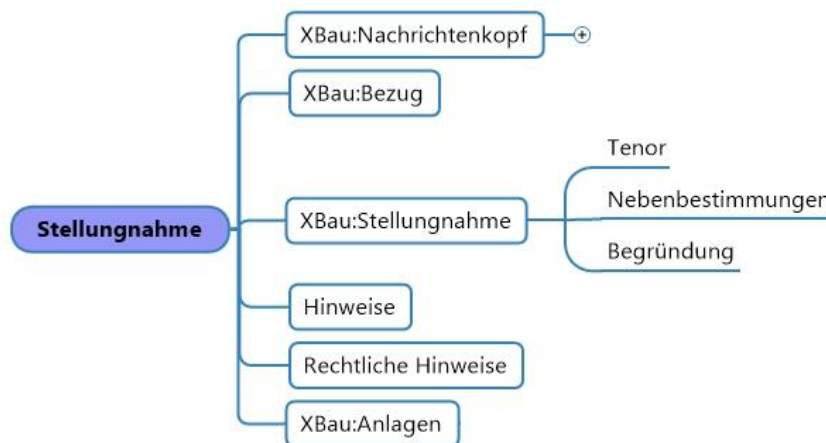 XBau:Nachrichtenkopf
XBau:Bezug
Stellungnahme
XBau:Stellungnahme
Tenor
Nebenbestimmungen
Begründung
Hinweise
Rechtliche Hinweise
XBau:Anlagen